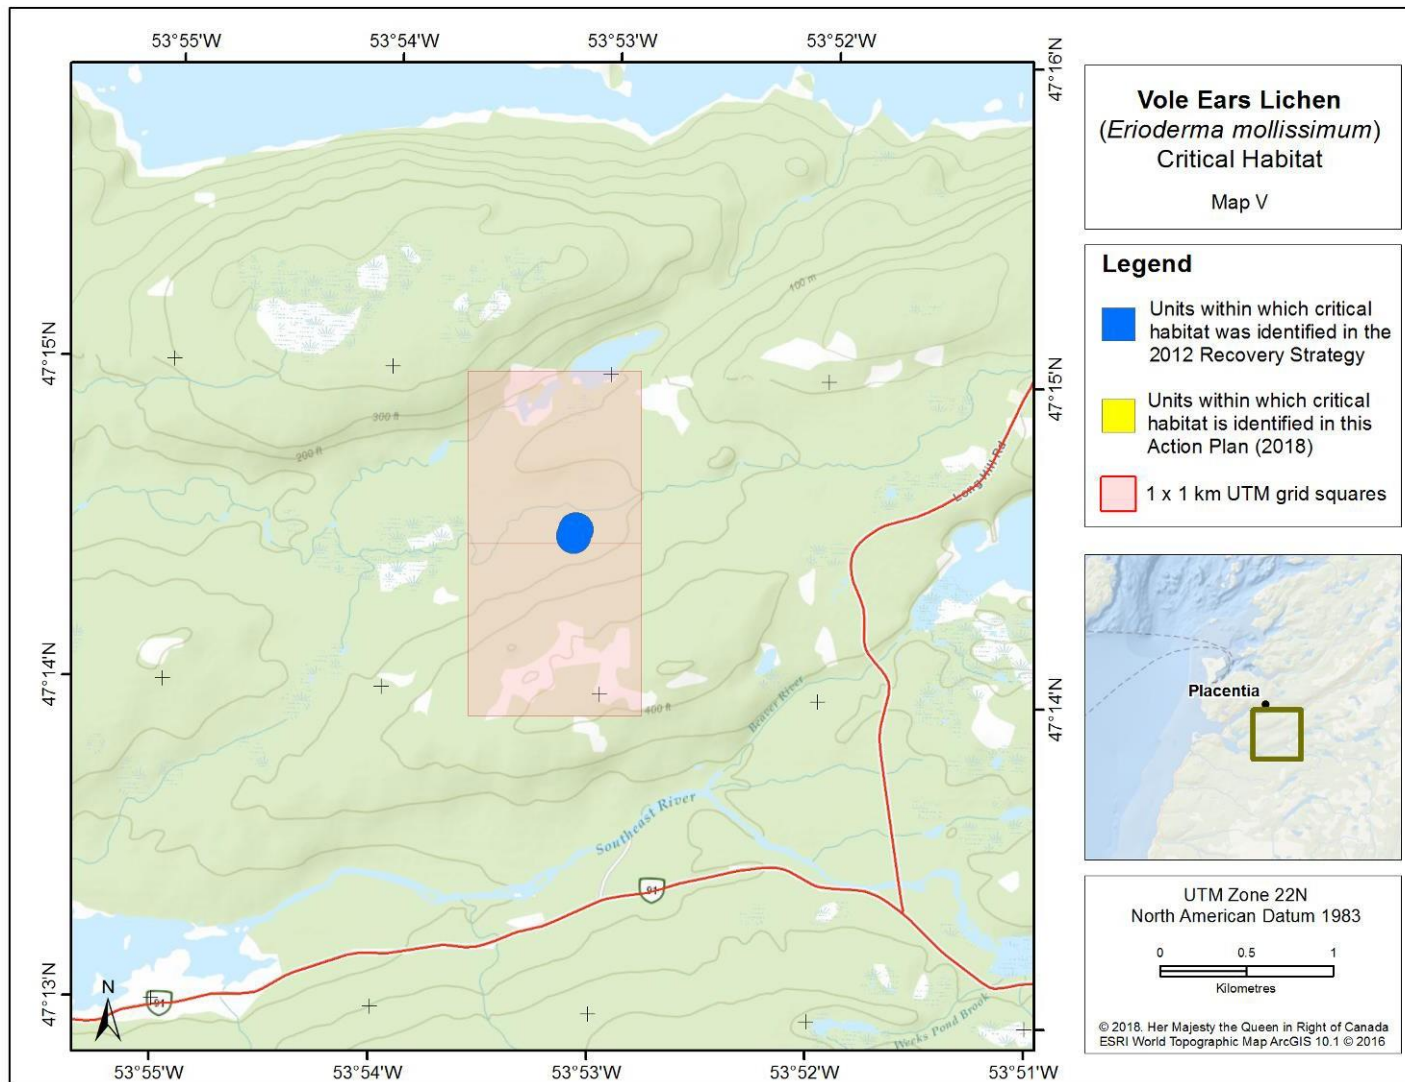 53°55'W
53°54'W
53°53'W
53°52'W
47°16'N
47°15'N
47°15'N
47°14'N
47°14'N
47°13'N
100 m
300 ft
200 ft
400 ft
Long Hill Rd
Beaver River
Southeast River
91
91
Weeks Pond Brook
N
53°55'W
53°54'W
53°53'W
53°52'W
53°51'W
Vole Ears Lichen
(Erioderma mollissimum)
Critical Habitat
Map V
Legend
Units within which critical
habitat was identified in the
2012 Recovery Strategy
Units within which critical
habitat is identified in this
Action Plan (2018)
1 x 1 km UTM grid squares
Placentia
UTM Zone 22N
North American Datum 1983
0 0.5 1
Kilometres
© 2018. Her Majesty the Queen in Right of Canada
ESRI World Topographic Map ArcGIS 10.1 © 2016